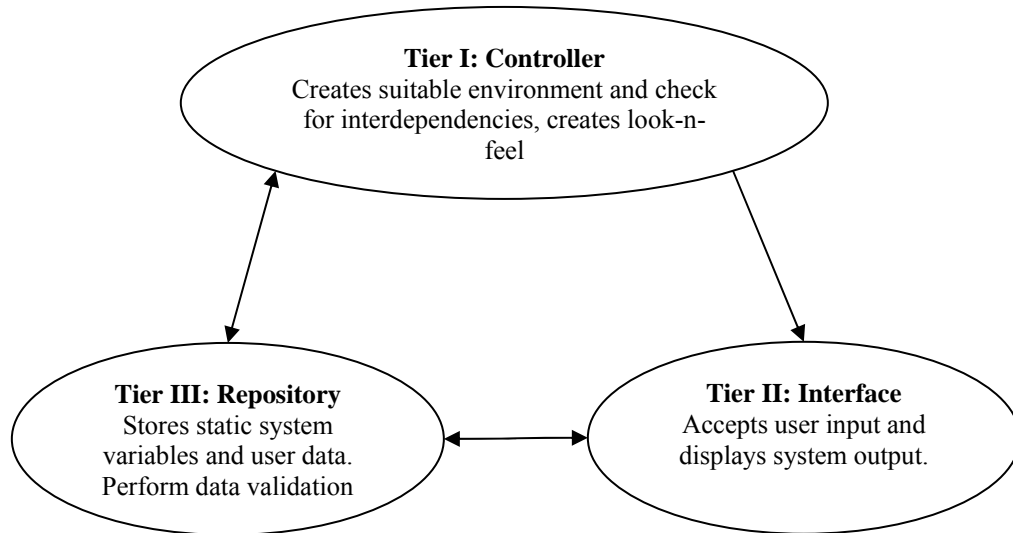 Tier I: Controller
Creates suitable environment and check
for interdependencies, creates look-n-
feel
Tier III: Repository
Stores static system
variables and user data.
Perform data validation
Tier II: Interface
Accepts user input and
displays system output.